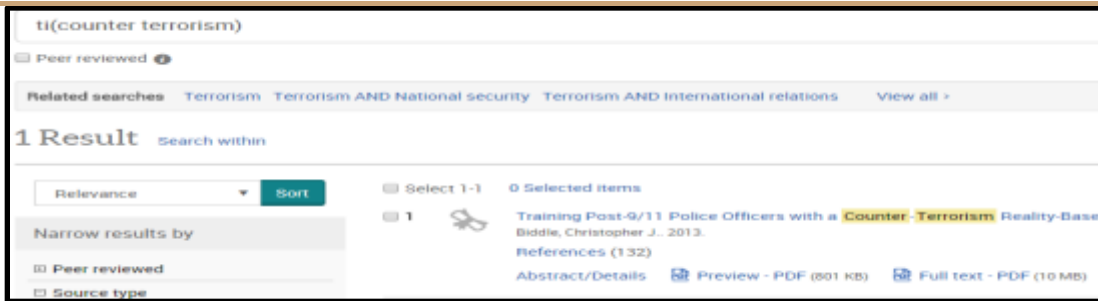 ti(counter terrorism)
Peer reviewed
Related searches Terrorism Terrorism AND National security Terrorism AND International relations View all >
1 Result Search within
Relevance Sort
Select 1-1 0 Selected items
1 Training Post-9/11 Police Officers with a Counter-Terrorism Reality-Base
Biddle, Christopher J.. 2013.
References (132)
Abstract/Details Preview - PDF (801 KB) Full text - PDF (10 MB)
Narrow results by
Peer reviewed
Source type